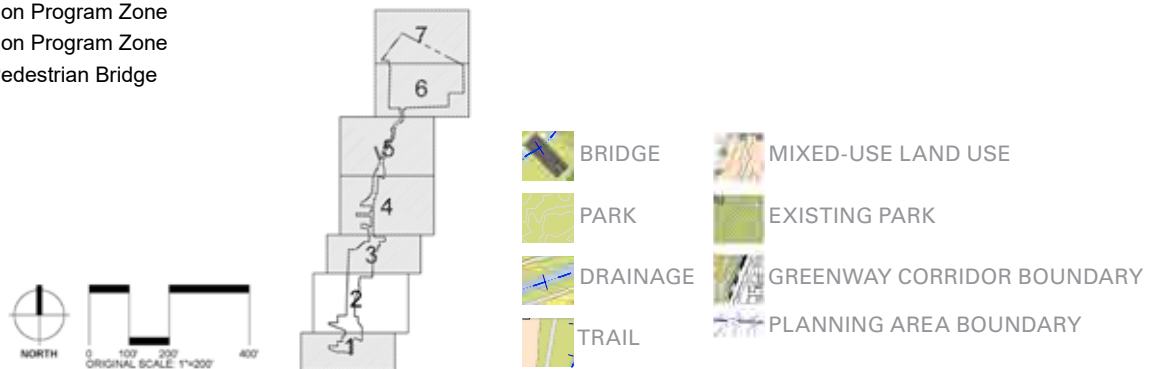 on Program Zone
on Program Zone
edestrian Bridge
7
6
5
4
3
2
1
NORTH
0 100' 200' 400'
ORIGINAL SCALE: 1"=200'
BRIDGE
PARK
DRAINAGE
TRAIL
MIXED-USE LAND USE
EXISTING PARK
GREENWAY CORRIDOR BOUNDARY
PLANNING AREA BOUNDARY